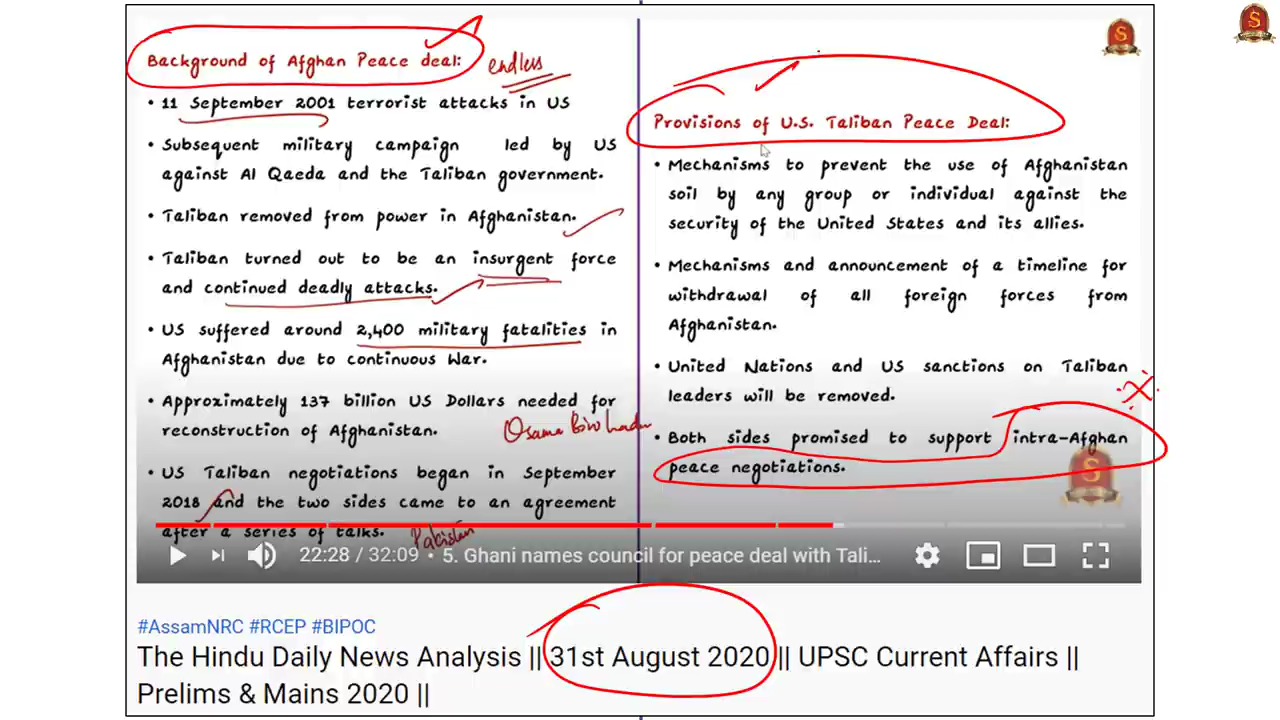 Background of Afghan Peace deal:
endless
• 11 September 2001 terrorist attacks in US
• Subsequent military campaign led by US
against Al Qaeda and the Taliban government.
• Taliban removed from power in Afghanistan.
• Taliban turned out to be an insurgent force
and continued deadly attacks.
• US suffered around 2,400 military fatalities in
Afghanistan due to continuous War.
• Approximately 137 billion US Dollars needed for
reconstruction of Afghanistan.
Osama
• US Taliban negotiations began in September
2018 and the two sides came to an agreement
after a series of talks.
Pakistan
Provisions of U.S. Taliban Peace Deal:
• Mechanisms to prevent the use of Afghanistan
soil by any group or individual against the
security of the United States and its allies.
• Mechanisms and announcement of a timeline for
withdrawal of all foreign forces from
Afghanistan.
• United Nations and US sanctions on Taliban
leaders will be removed.
• Both sides promised to support intra-Afghan
peace negotiations.
S
S
S
22:28 / 32:09 • 5. Ghani names council for peace deal with Tali...
#AssamNRC #RCEP #BIPOC
The Hindu Daily News Analysis || 31st August 2020 || UPSC Current Affairs ||
Prelims & Mains 2020 ||